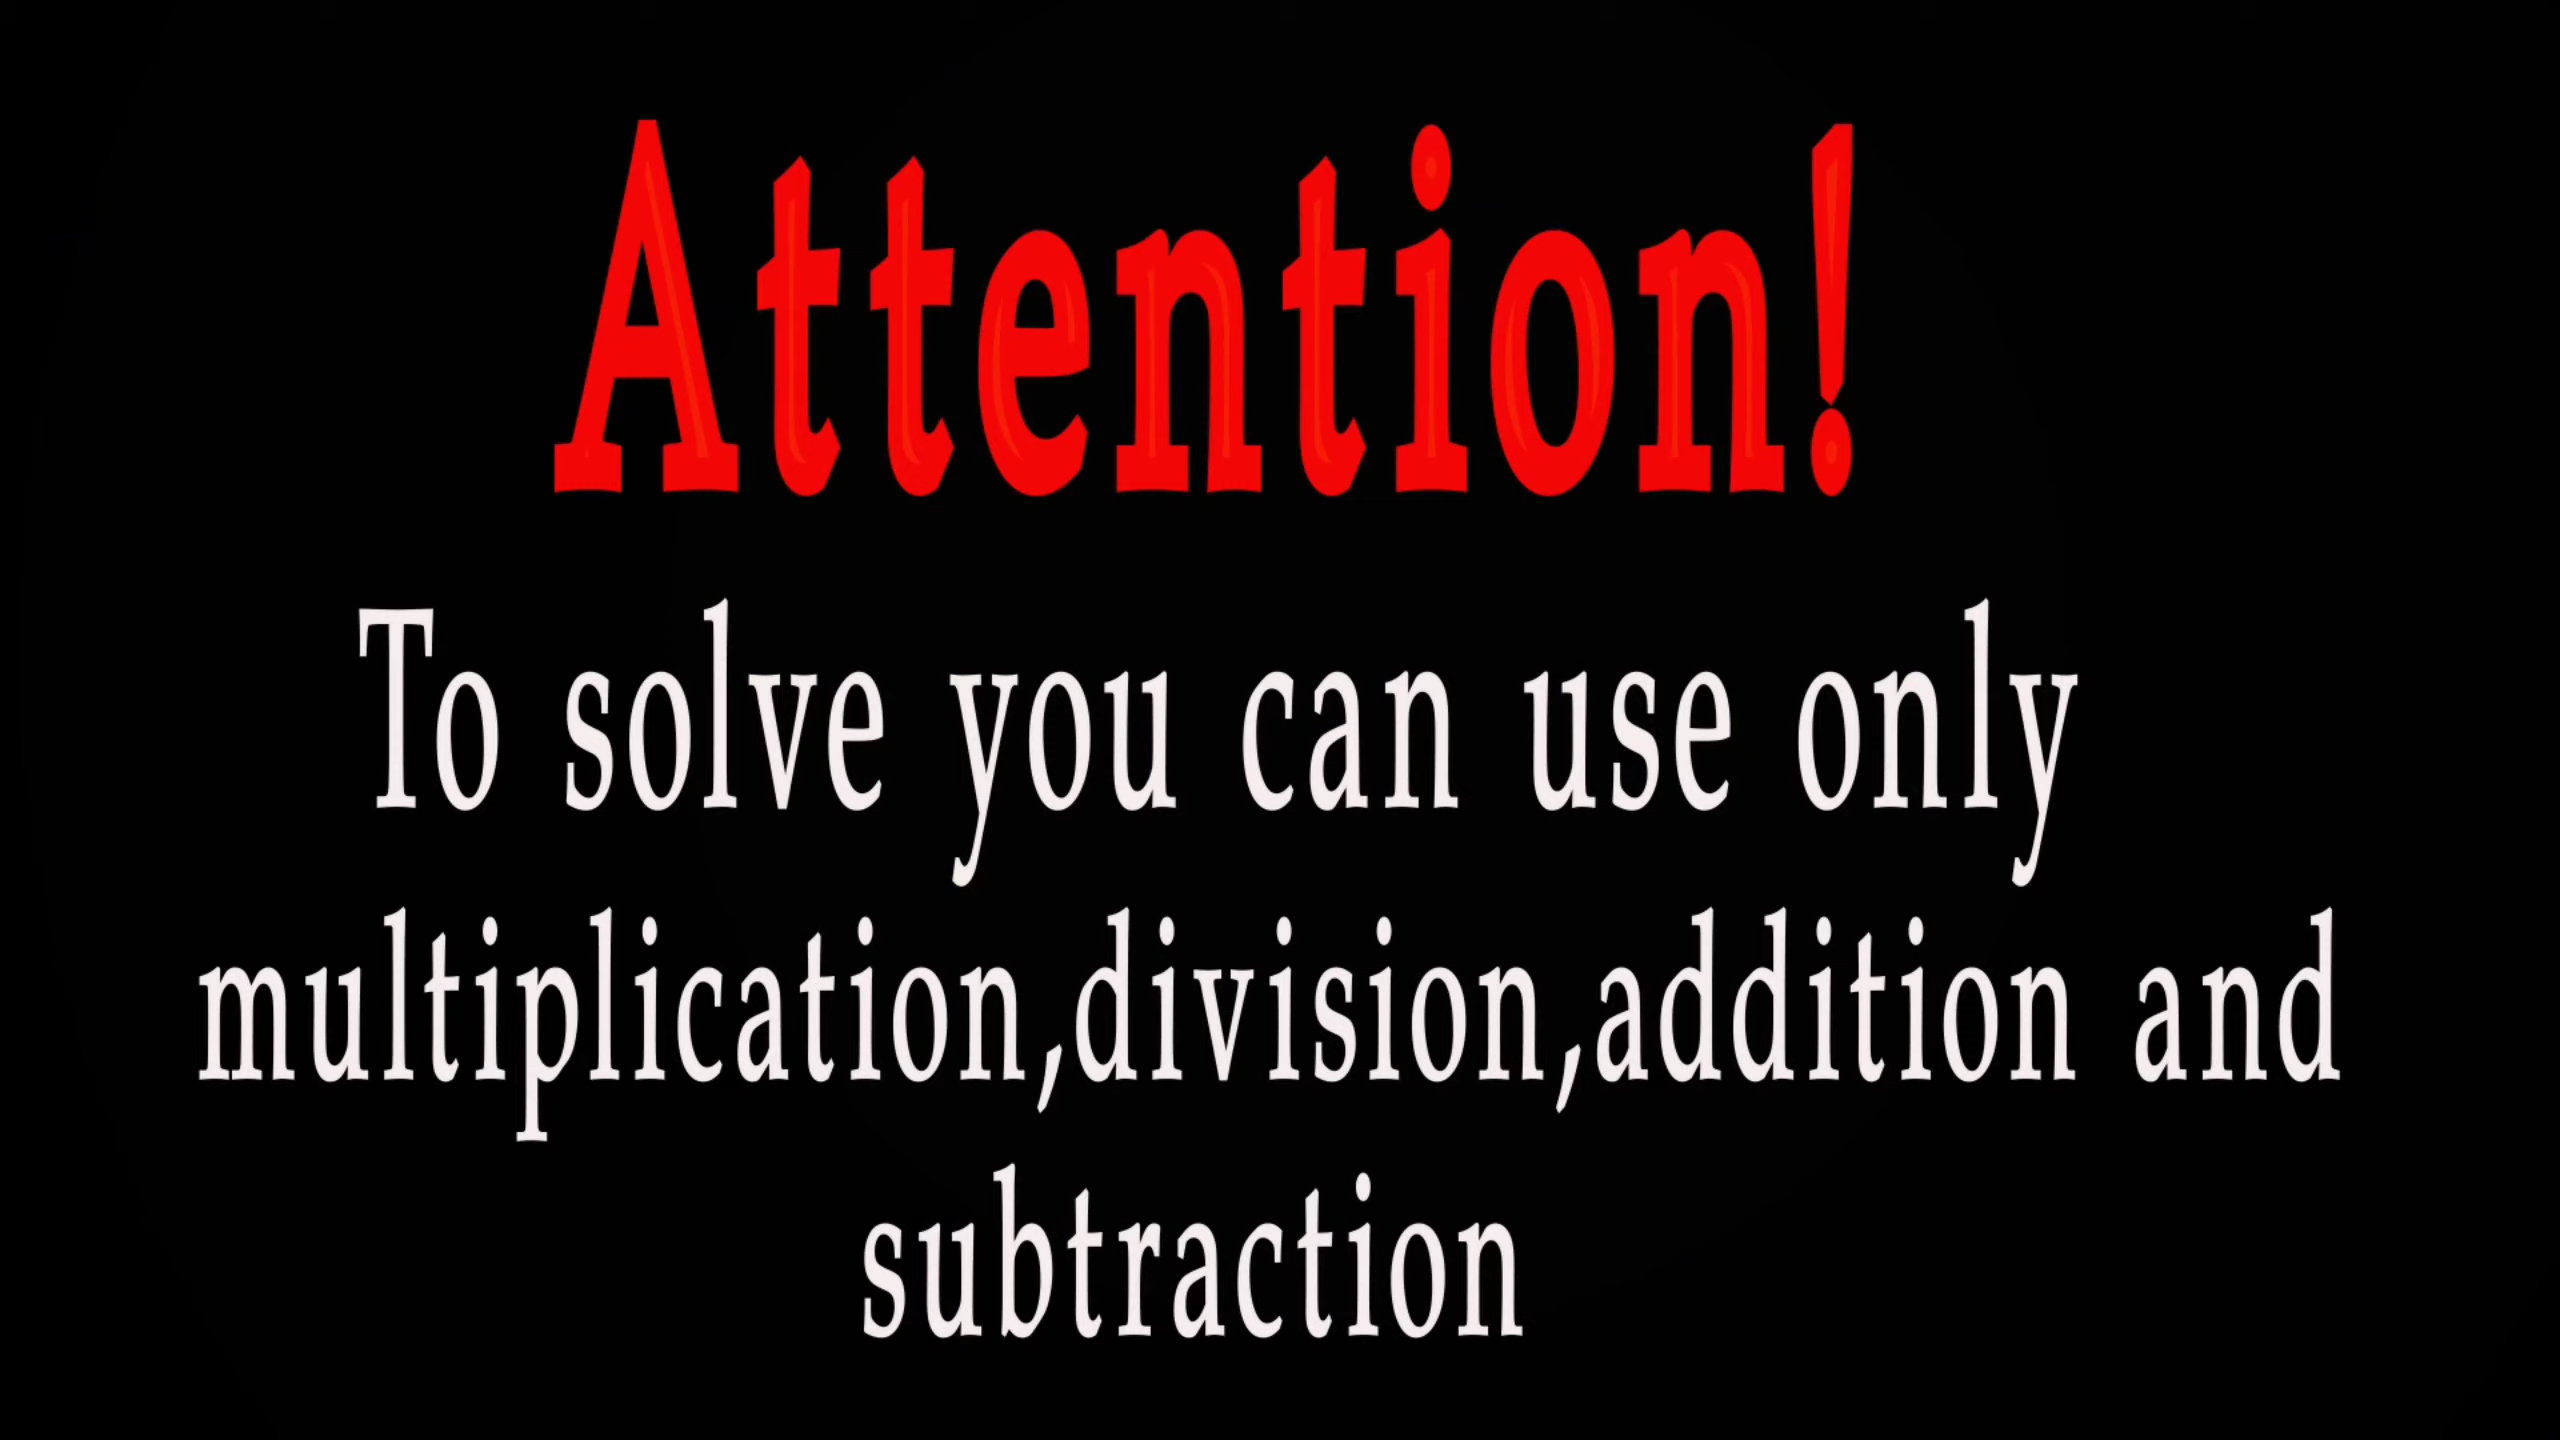 Attention!
To solve you can use only
multiplication,division,addition and
subtraction